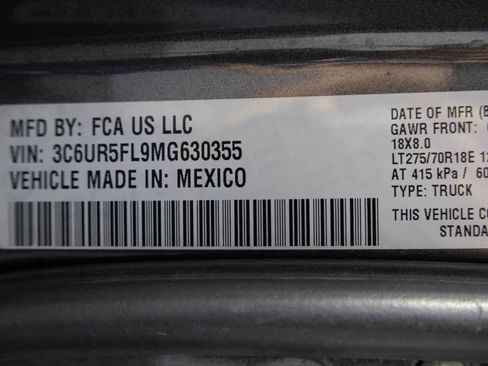 MFD BY: FCA US LLC
VIN: 3C6UR5FL9MG630355
VEHICLE MADE IN: MEXICO
DATE OF MFR
GAWR FRONT:
18X8.0
LT275/70R18E
AT 415 kPa /
TYPE: TRUCK
THIS VEHICLE